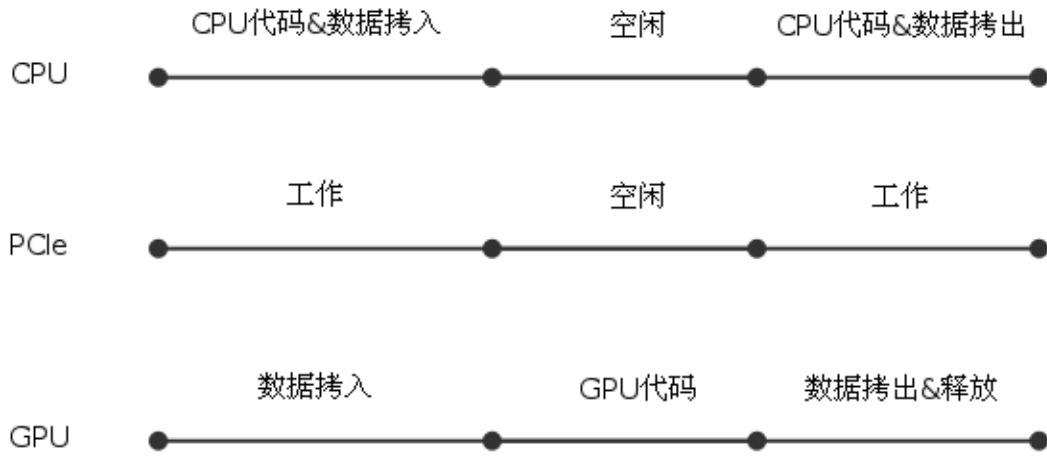 CPU代码&数据拷入 空闲 CPU代码&数据拷出
CPU
工作 空闲 工作
PCIe
数据拷入 GPU代码 数据拷出&释放
GPU